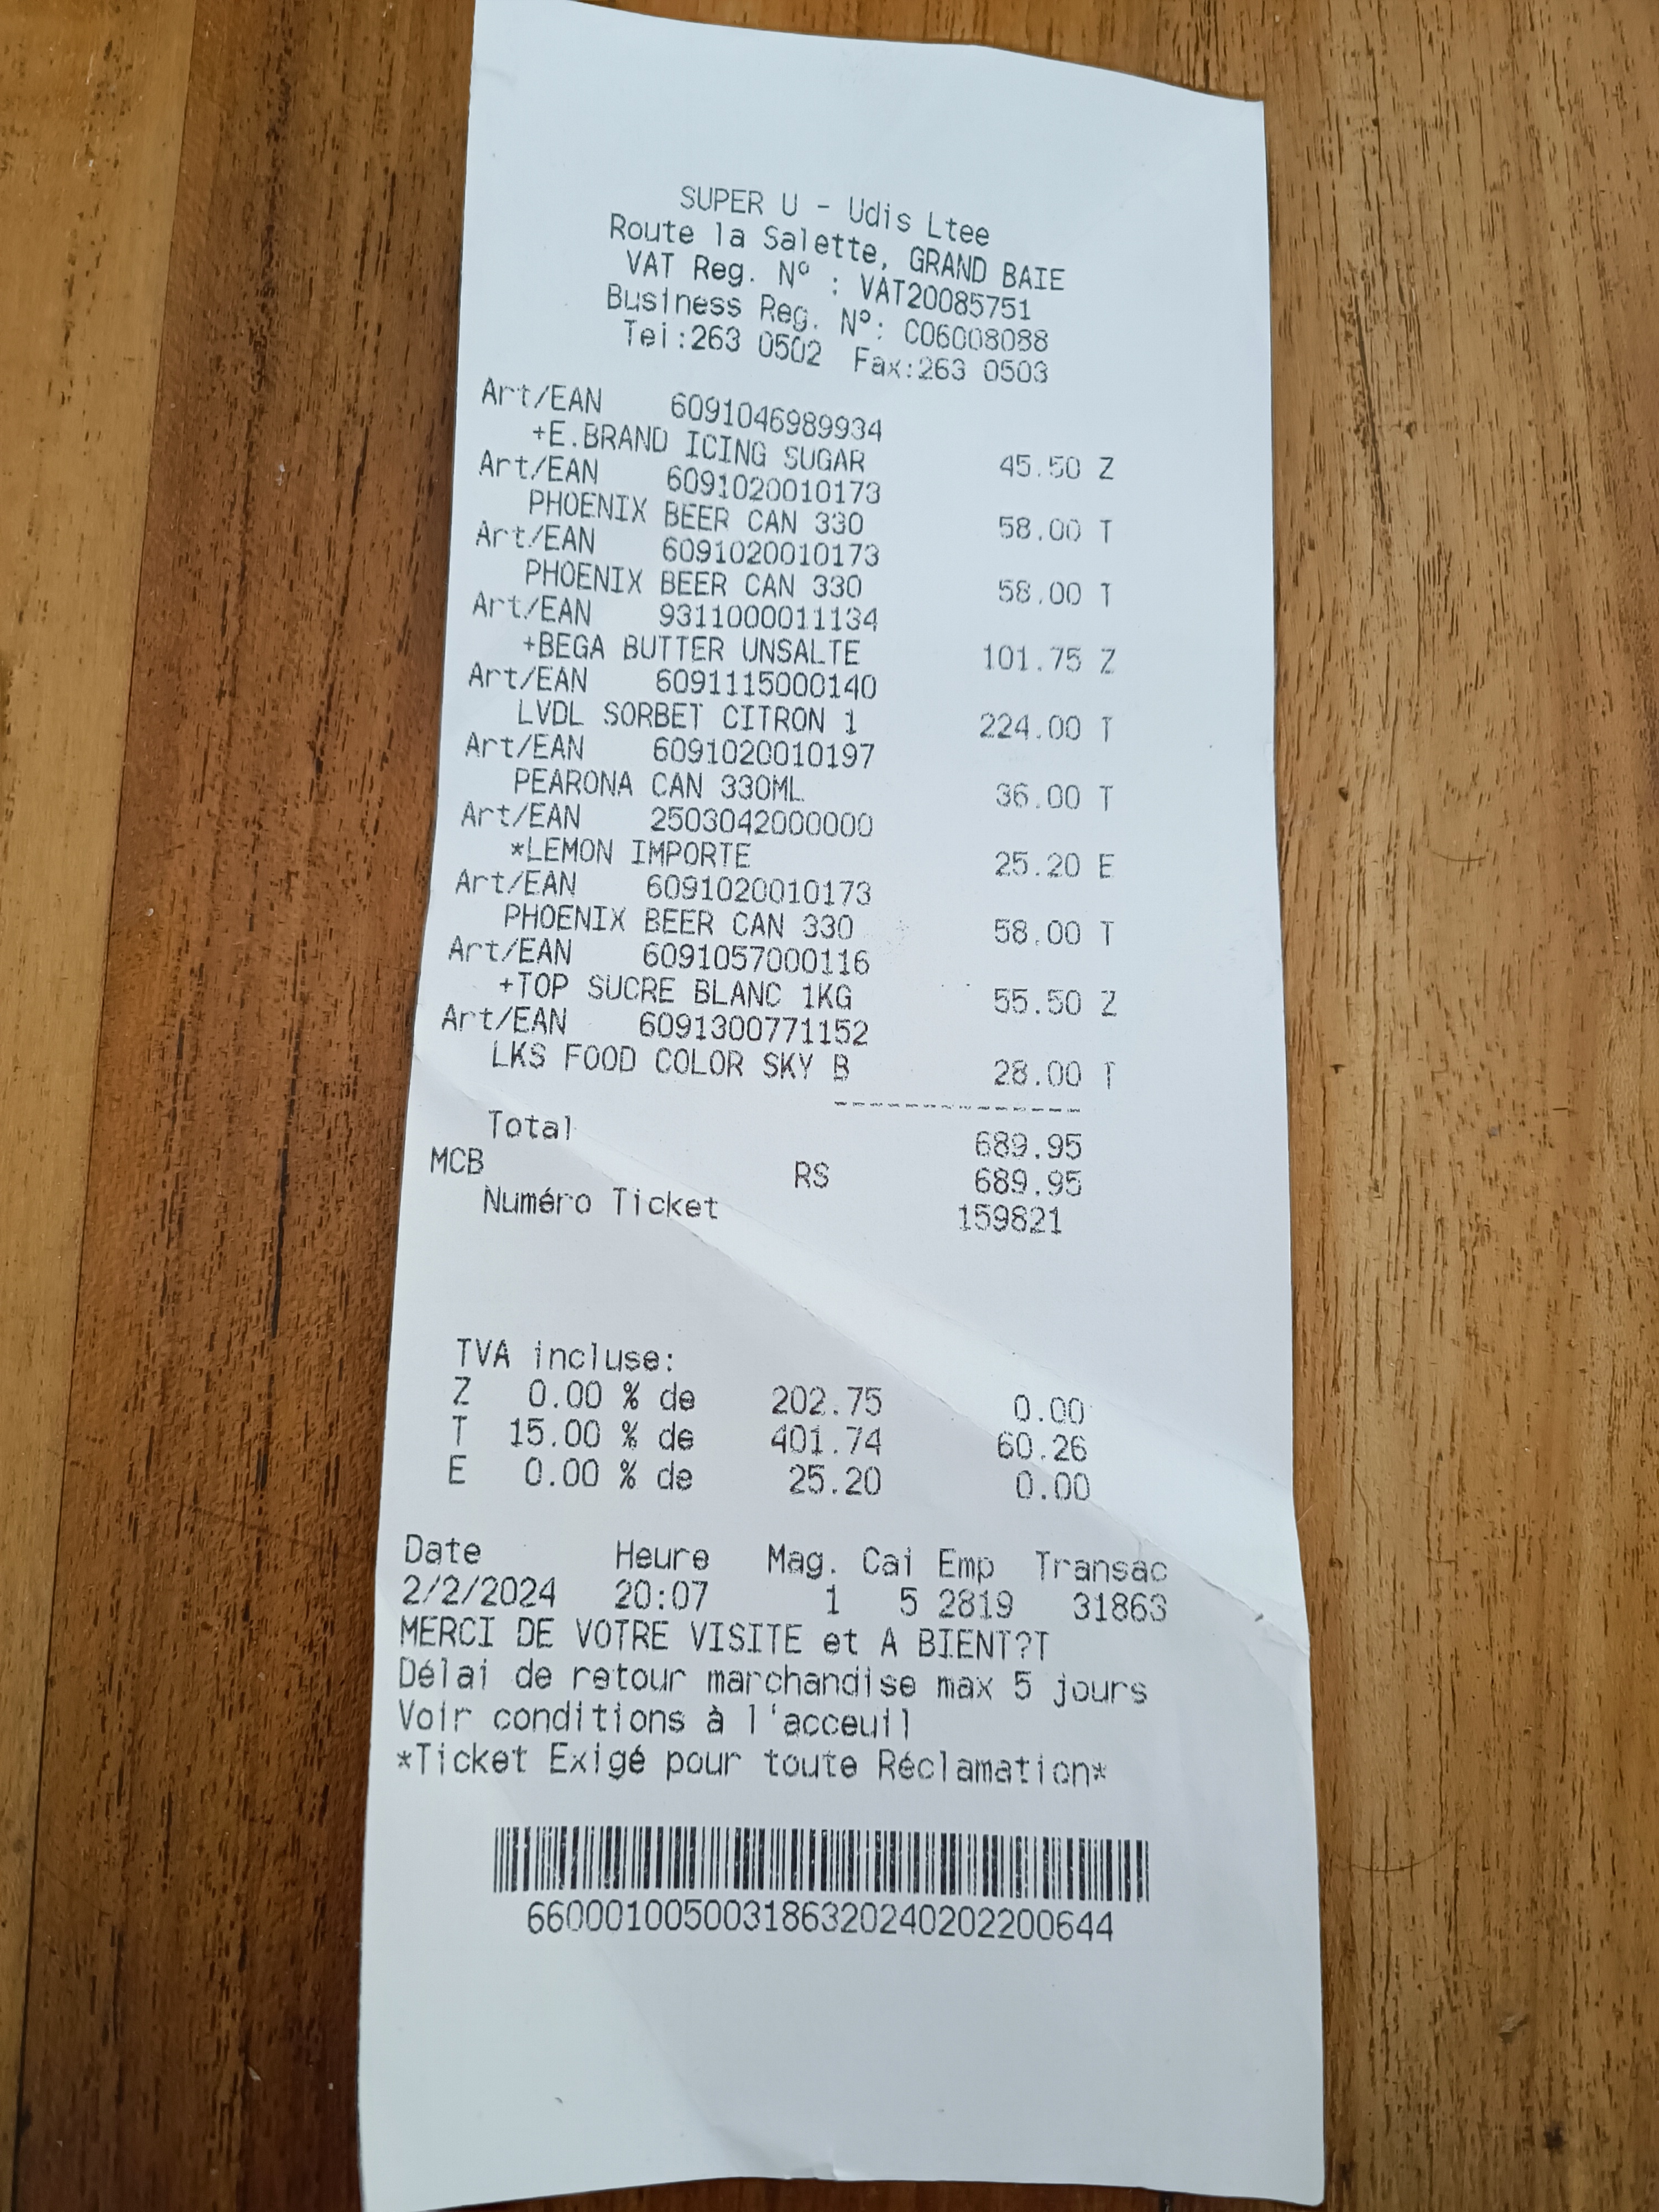 SUPER U - Udis Ltee
Route la Salette, GRAND BAIE
VAT Reg. N° : VAT20085751
Business Reg. N°: C06008088
Tel:263 0502 Fax:263 0503
Art/EAN 6091046989934
+E.BRAND ICING SUGAR 45.50 Z
Art/EAN 6091020010173
PHOENIX BEER CAN 330 58.00 T
Art/EAN 6091020010173
PHOENIX BEER CAN 330 58.00 T
Art/EAN 9311000011134
+BEGA BUTTER UNSALTE 101.75 Z
Art/EAN 6091115000140
LVDL SORBET CITRON 1 224.00 T
Art/EAN 6091020010197
PEARONA CAN 330ML 36.00 T
Art/EAN 2503042000000
*LEMON IMPORTE 25.20 E
Art/EAN 6091020010173
PHOENIX BEER CAN 330 58.00 T
Art/EAN 6091057000116
+TOP SUCRE BLANC 1KG 55.50 Z
Art/EAN 6091300771152
LKS FOOD COLOR SKY B 28.00 T
Total 689.95
MCB RS 689.95
Numéro Ticket 159821
TVA incluse:
Z 0.00 % de 202.75 0.00
T 15.00 % de 401.74 60.26
E 0.00 % de 25.20 0.00
Date Heure Mag. Cai Emp Transac
2/2/2024 20:07 1 5 2819 31863
MERCI DE VOTRE VISITE et A BIENT?T
Délai de retour marchandise max 5 jours
Voir conditions à l'acceuil
*Ticket Exigé pour toute Réclamation*
660001005003186320240202200644